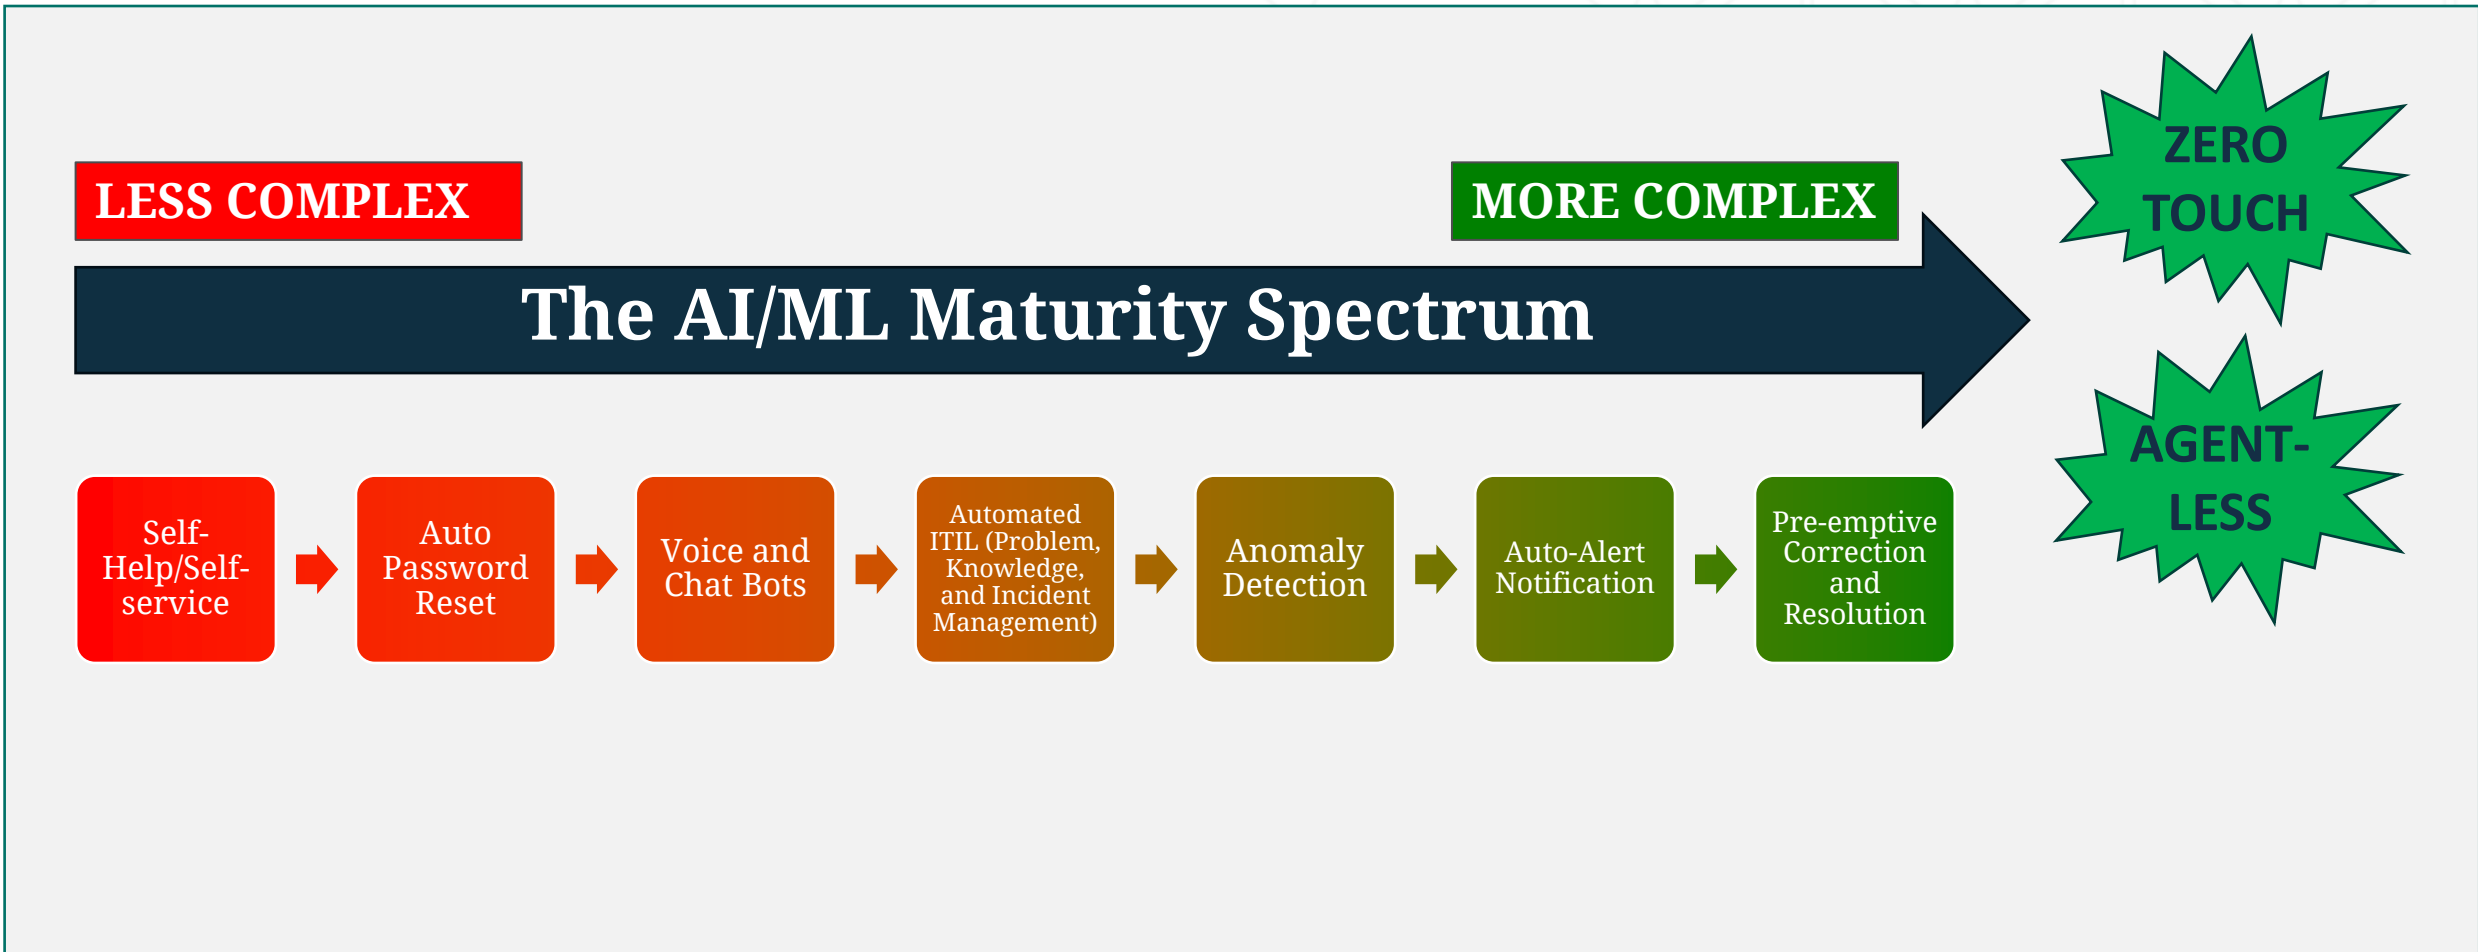 ZERO
TOUCH
LESS COMPLEX
MORE COMPLEX
The AI/ML Maturity Spectrum
AGENT-
LESS
Self-
Help/Self-
service
Auto
Password
Reset
Voice and
Chat Bots
Automated
ITIL (Problem,
Knowledge,
and Incident
Management)
Anomaly
Detection
Auto-Alert
Notification
Pre-emptive
Correction
and
Resolution